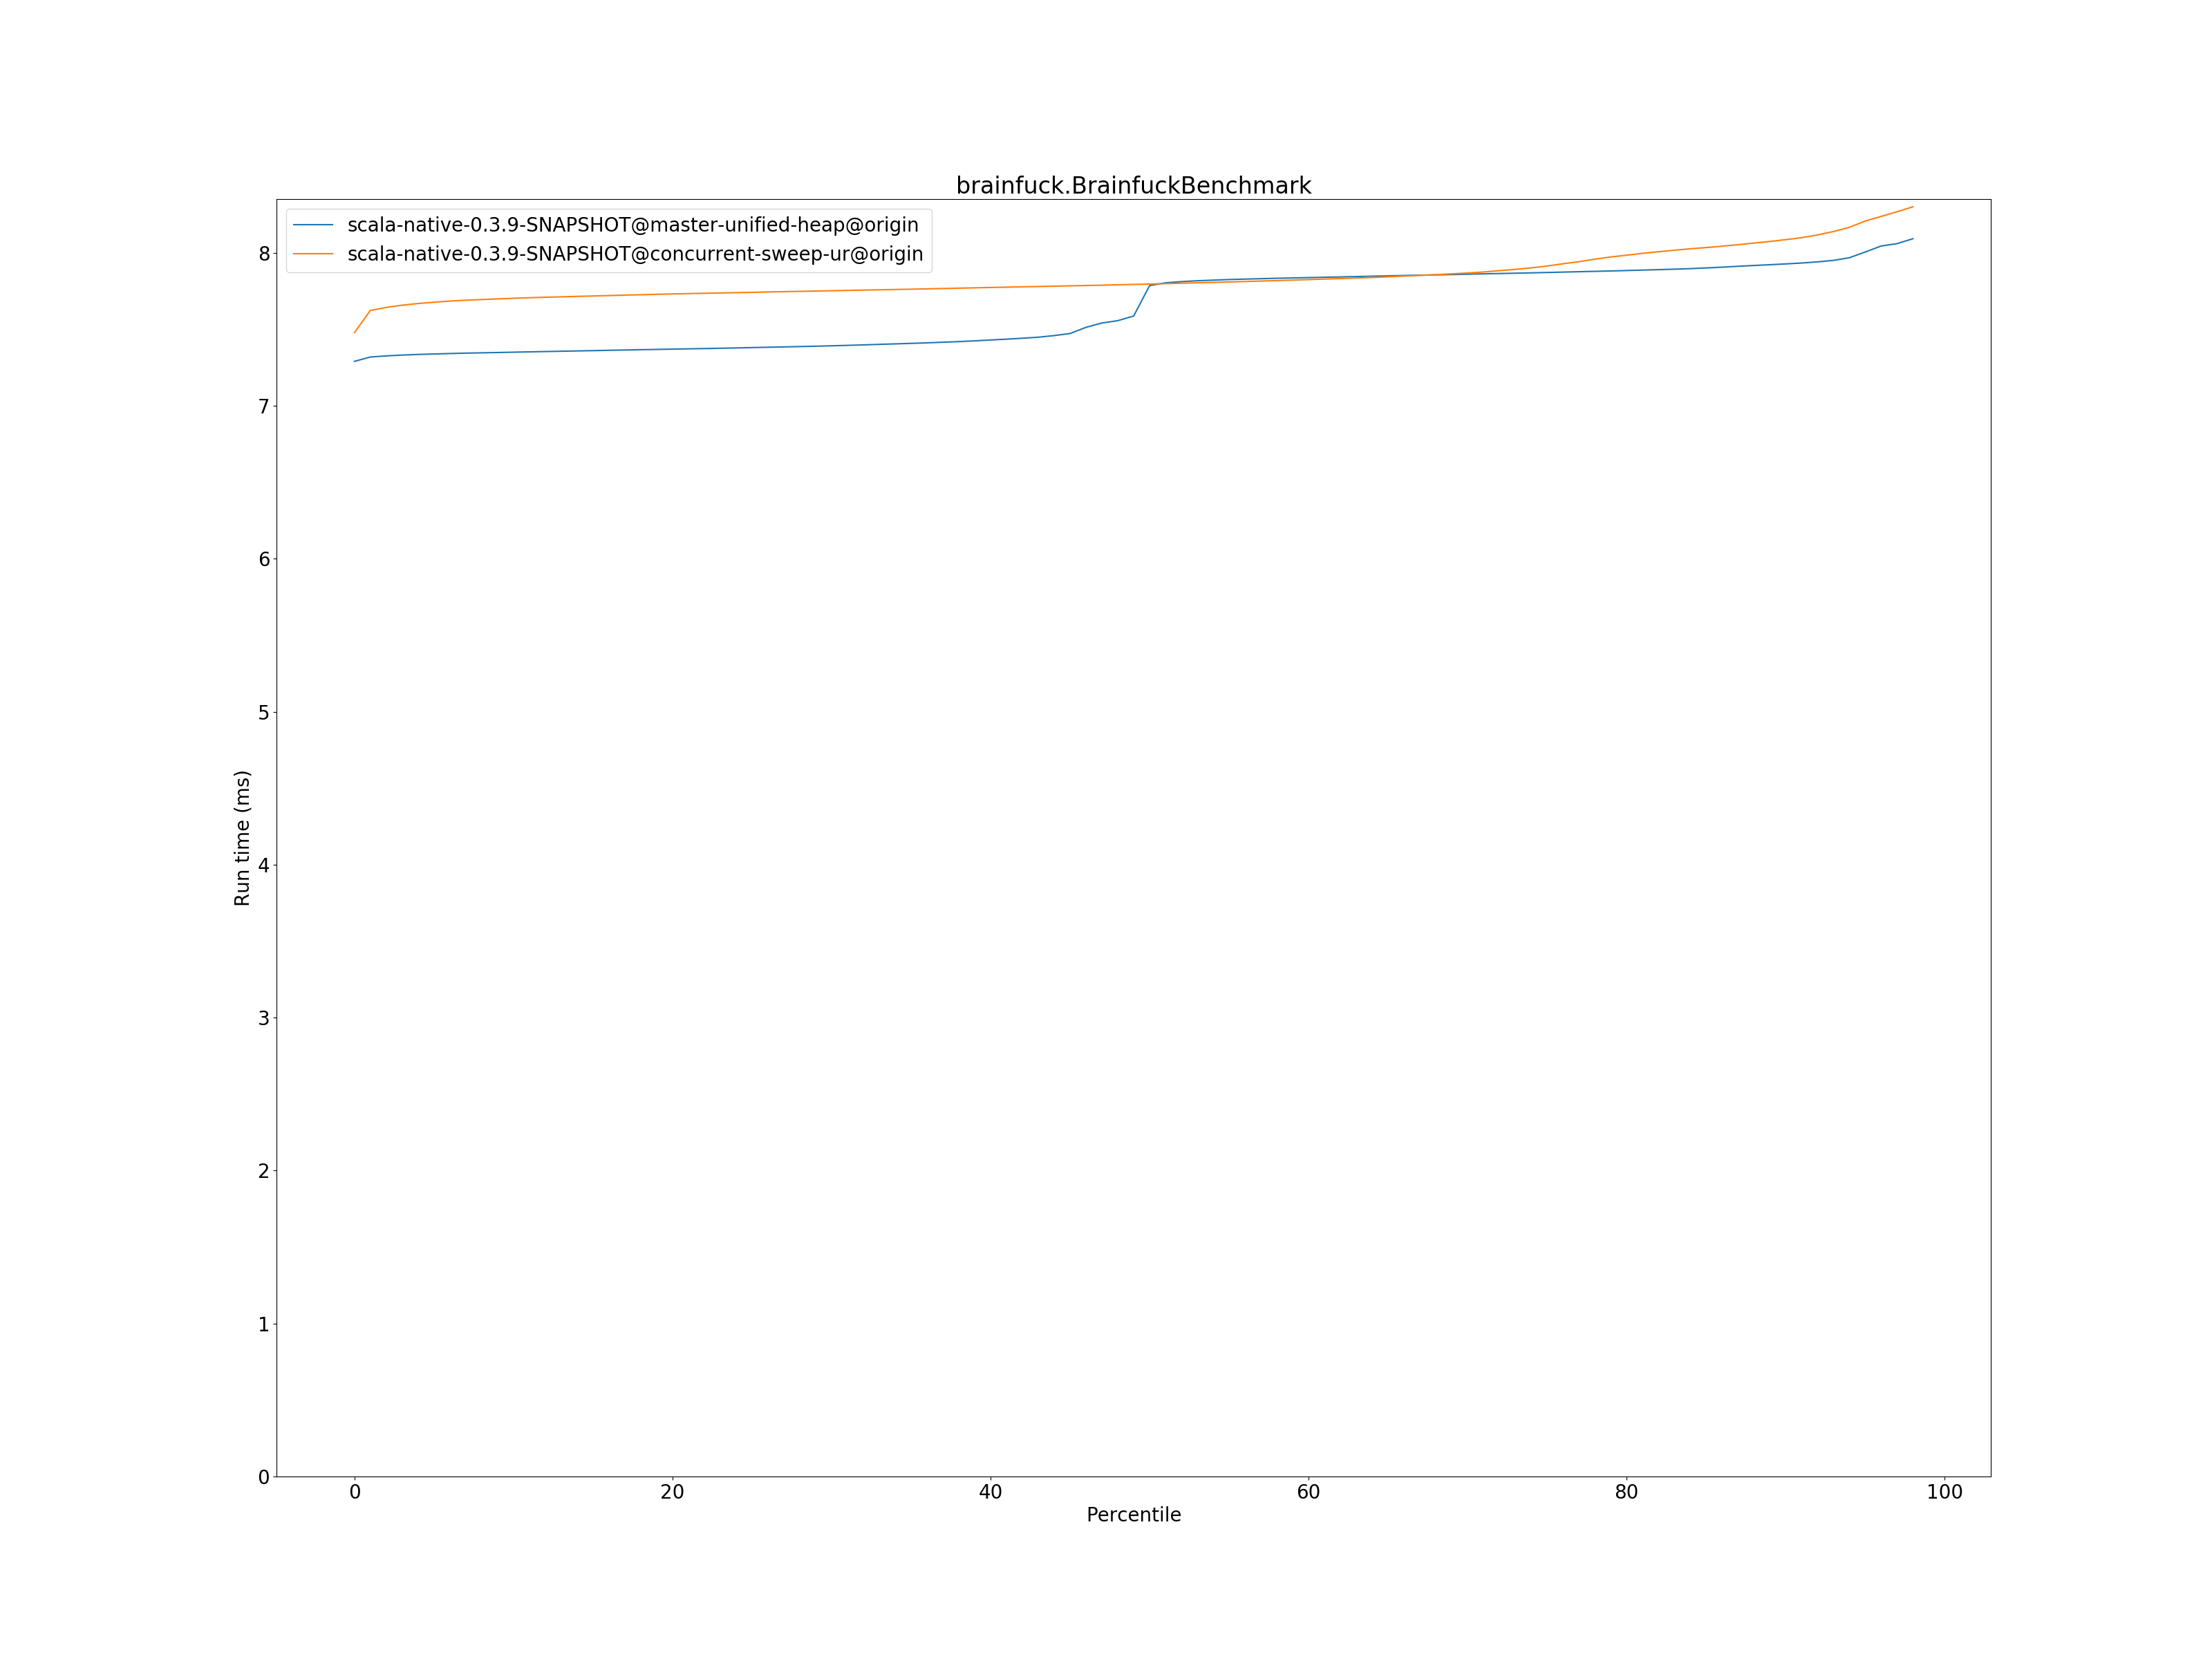 brainfuck.BrainfuckBenchmark
scala-native-0.3.9-SNAPSHOT@master-unified-heap@origin
scala-native-0.3.9-SNAPSHOT@concurrent-sweep-ur@origin
8
7
6
5
4
3
2
1
0
Run time (ms)
0 20 40 60 80 100
Percentile